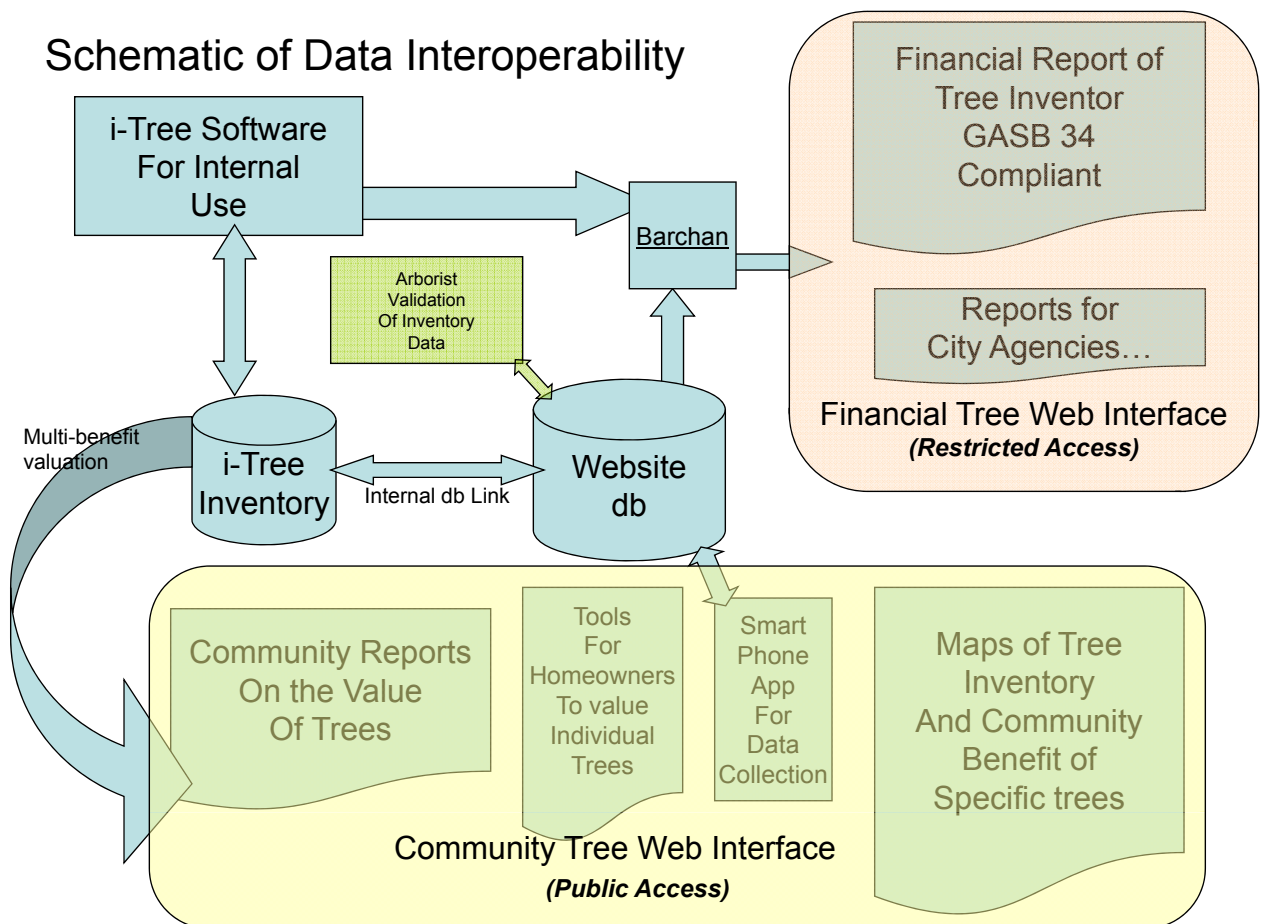 Schematic of Data Interoperability
i-Tree Software
For Internal
Use
Barchan
Financial Report of
Tree Inventor
GASB 34
Compliant
Reports for
City Agencies…
Financial Tree Web Interface
(Restricted Access)
Arborist
Validation
Of Inventory
Data
Multi-benefit
valuation
i-Tree
Inventory
Internal db Link
Website
db
Community Reports
On the Value
Of Trees
Tools
For
Homeowners
To value
Individual
Trees
Smart
Phone
App
For
Data
Collection
Maps of Tree
Inventory
And Community
Benefit of
Specific trees
Community Tree Web Interface
(Public Access)